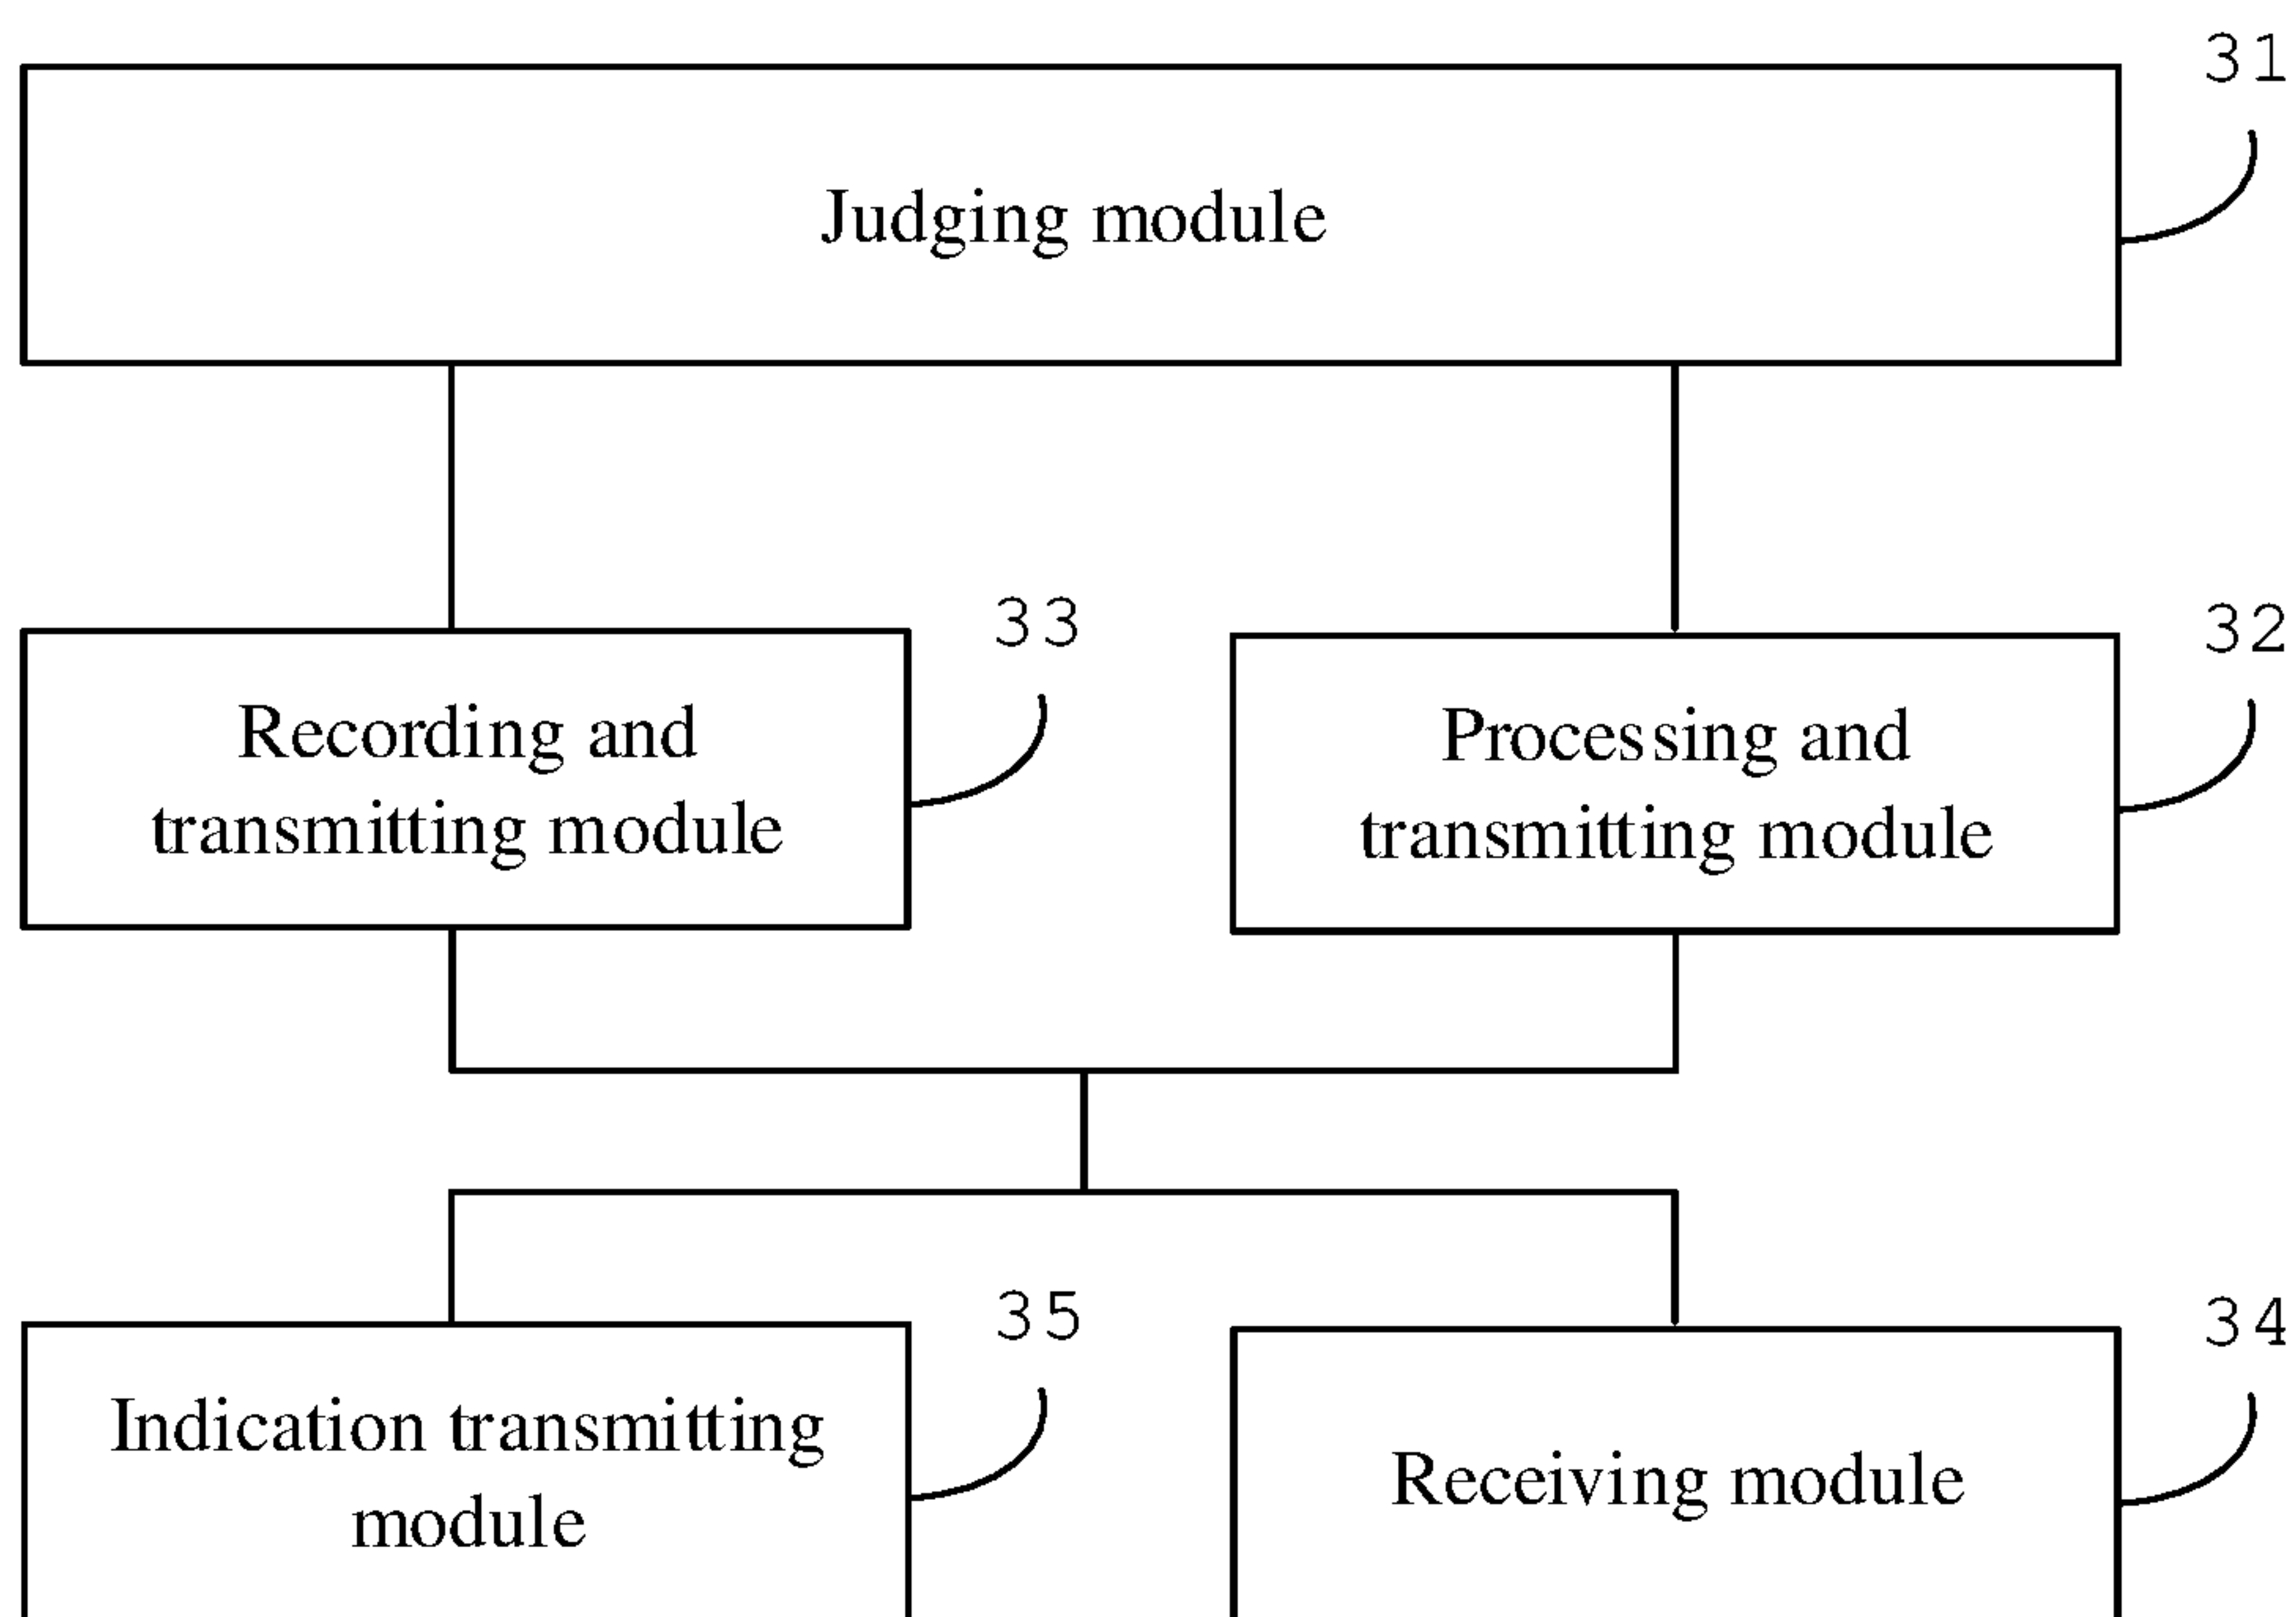 31
Judging module
33
32
Recording and
transmitting module
Processing and
transmitting module
35
34
Indication transmitting
module
Receiving module